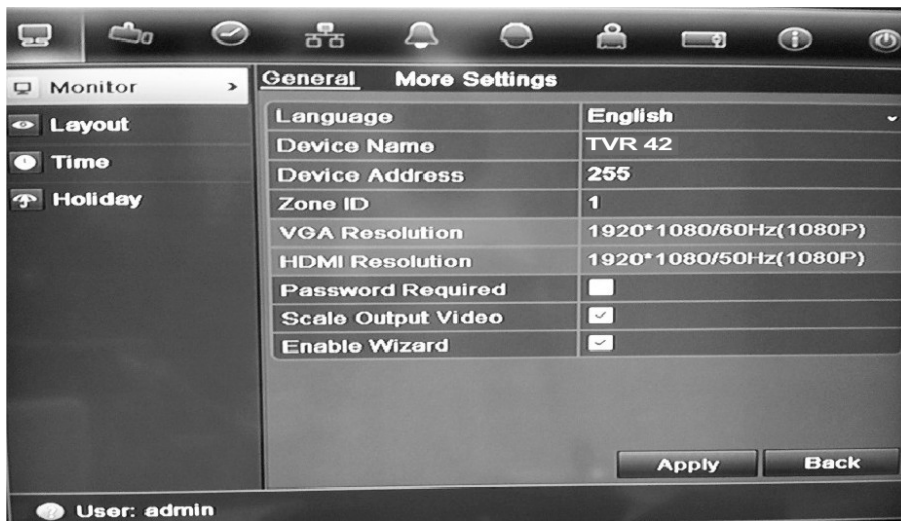 General More Settings
Monitor
Layout
Time
Holiday
Language English
Device Name TVR 42
Device Address 255
Zone ID 1
VGA Resolution 1920*1080/60Hz(1080P)
HDMI Resolution 1920*1080/50Hz(1080P)
Password Required
Scale Output Video
Enable Wizard
Apply Back
User: admin